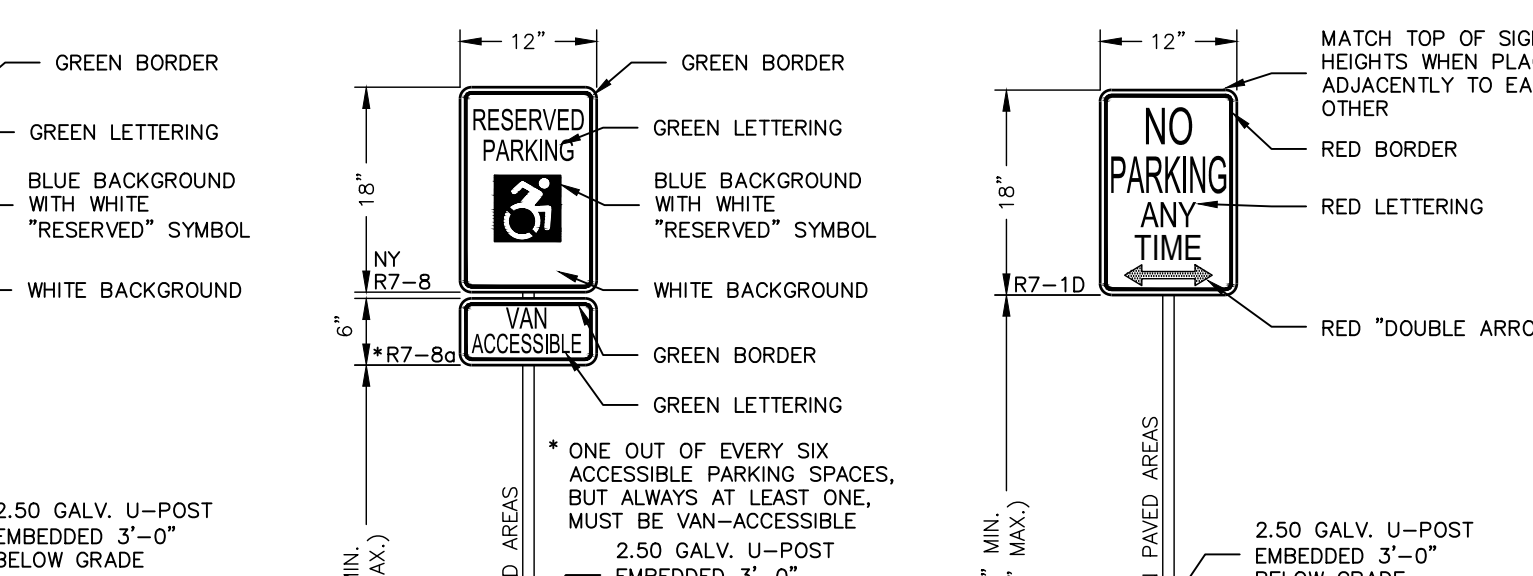 GREEN BORDER
GREEN LETTERING
BLUE BACKGROUND
WITH WHITE
"RESERVED" SYMBOL
WHITE BACKGROUND
2.50 GALV. U-POST
EMBEDDED 3'-0"
BELOW GRADE
12"
18"
6"
RESERVED
PARKING
NY
R7-8
VAN
ACCESSIBLE
*R7-8a
GREEN BORDER
GREEN LETTERING
BLUE BACKGROUND
WITH WHITE
"RESERVED" SYMBOL
WHITE BACKGROUND
GREEN BORDER
GREEN LETTERING
* ONE OUT OF EVERY SIX
ACCESSIBLE PARKING SPACES,
BUT ALWAYS AT LEAST ONE,
MUST BE VAN-ACCESSIBLE
AREAS
2.50 GALV. U-POST
EMBEDDED 3'-0"
12"
18"
NO
PARKING
ANY
TIME
R7-1D
MATCH TOP OF
HEIGHTS WHEN
ADJACENTLY TO
OTHER
RED BORDER
RED LETTERING
RED "DOUBLE
PAVED AREAS
MIN.
MAX.)
2.50 GALV. U-POST
EMBEDDED 3'-0"
BELOW GRADE